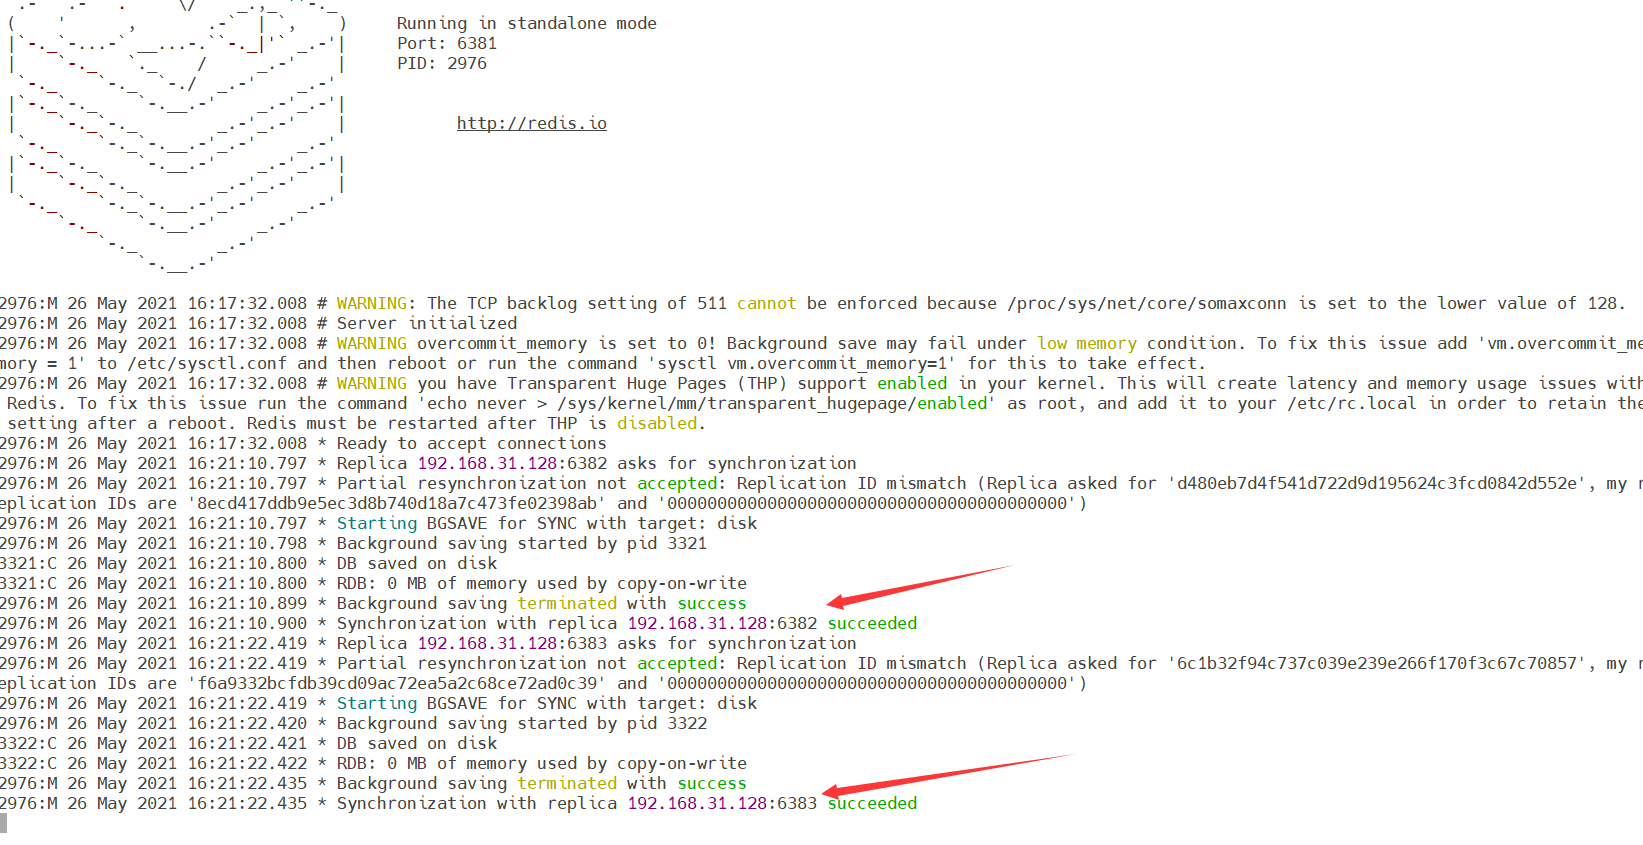 Running in standalone mode
Port: 6381
PID: 2976
http://redis.io
2976:M 26 May 2021 16:17:32.008 # WARNING: The TCP backlog setting of 511 cannot be enforced because /proc/sys/net/core/somaxconn is set to the lower value of 128.
2976:M 26 May 2021 16:17:32.008 # Server initialized
2976:M 26 May 2021 16:17:32.008 # WARNING overcommit_memory is set to 0! Background save may fail under low memory condition. To fix this issue add 'vm.overcommit_me
mory = 1' to /etc/sysctl.conf and then reboot or run the command 'sysctl vm.overcommit_memory=1' for this to take effect.
2976:M 26 May 2021 16:17:32.008 # WARNING you have Transparent Huge Pages (THP) support enabled in your kernel. This will create latency and memory usage issues with
Redis. To fix this issue run the command 'echo never > /sys/kernel/mm/transparent_hugepage/enabled' as root, and add it to your /etc/rc.local in order to retain the
setting after a reboot. Redis must be restarted after THP is disabled.
2976:M 26 May 2021 16:17:32.008 * Ready to accept connections
2976:M 26 May 2021 16:21:10.797 * Replica 192.168.31.128:6382 asks for synchronization
2976:M 26 May 2021 16:21:10.797 * Partial resynchronization not accepted: Replication ID mismatch (Replica asked for 'd480eb7d4f541d722d9d195624c3fcd0842d552e', my r
eplication IDs are '8ecd417ddb9e5ec3d8b740d18a7c473fe02398ab' and '0000000000000000000000000000000000000000')
2976:M 26 May 2021 16:21:10.797 * Starting BGSAVE for SYNC with target: disk
2976:M 26 May 2021 16:21:10.798 * Background saving started by pid 3321
3321:C 26 May 2021 16:21:10.800 * DB saved on disk
3321:C 26 May 2021 16:21:10.800 * RDB: 0 MB of memory used by copy-on-write
2976:M 26 May 2021 16:21:10.899 * Background saving terminated with success
2976:M 26 May 2021 16:21:10.900 * Synchronization with replica 192.168.31.128:6382 succeeded
2976:M 26 May 2021 16:21:22.419 * Replica 192.168.31.128:6383 asks for synchronization
2976:M 26 May 2021 16:21:22.419 * Partial resynchronization not accepted: Replication ID mismatch (Replica asked for '6c1b32f94c737c039e239e266f170f3c67c70857', my r
eplication IDs are 'f6a9332bcfdb39cd09ac72ea5a2c68ce72ad0c39' and '0000000000000000000000000000000000000000')
2976:M 26 May 2021 16:21:22.419 * Starting BGSAVE for SYNC with target: disk
2976:M 26 May 2021 16:21:22.420 * Background saving started by pid 3322
3322:C 26 May 2021 16:21:22.421 * DB saved on disk
3322:C 26 May 2021 16:21:22.422 * RDB: 0 MB of memory used by copy-on-write
2976:M 26 May 2021 16:21:22.435 * Background saving terminated with success
2976:M 26 May 2021 16:21:22.435 * Synchronization with replica 192.168.31.128:6383 succeeded